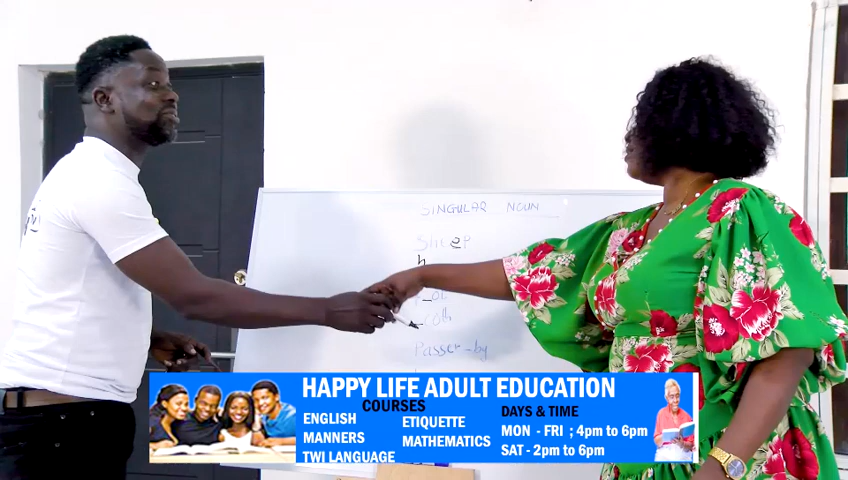 SINGULAR NOUN
Sheep
Passer-by
HAPPY LIFE ADULT EDUCATION
COURSES
ENGLISH
MANNERS
TWI LANGUAGE
ETIQUETTE
MATHEMATICS
DAYS & TIME
MON - FRI ; 4pm to 6pm
SAT - 2pm to 6pm